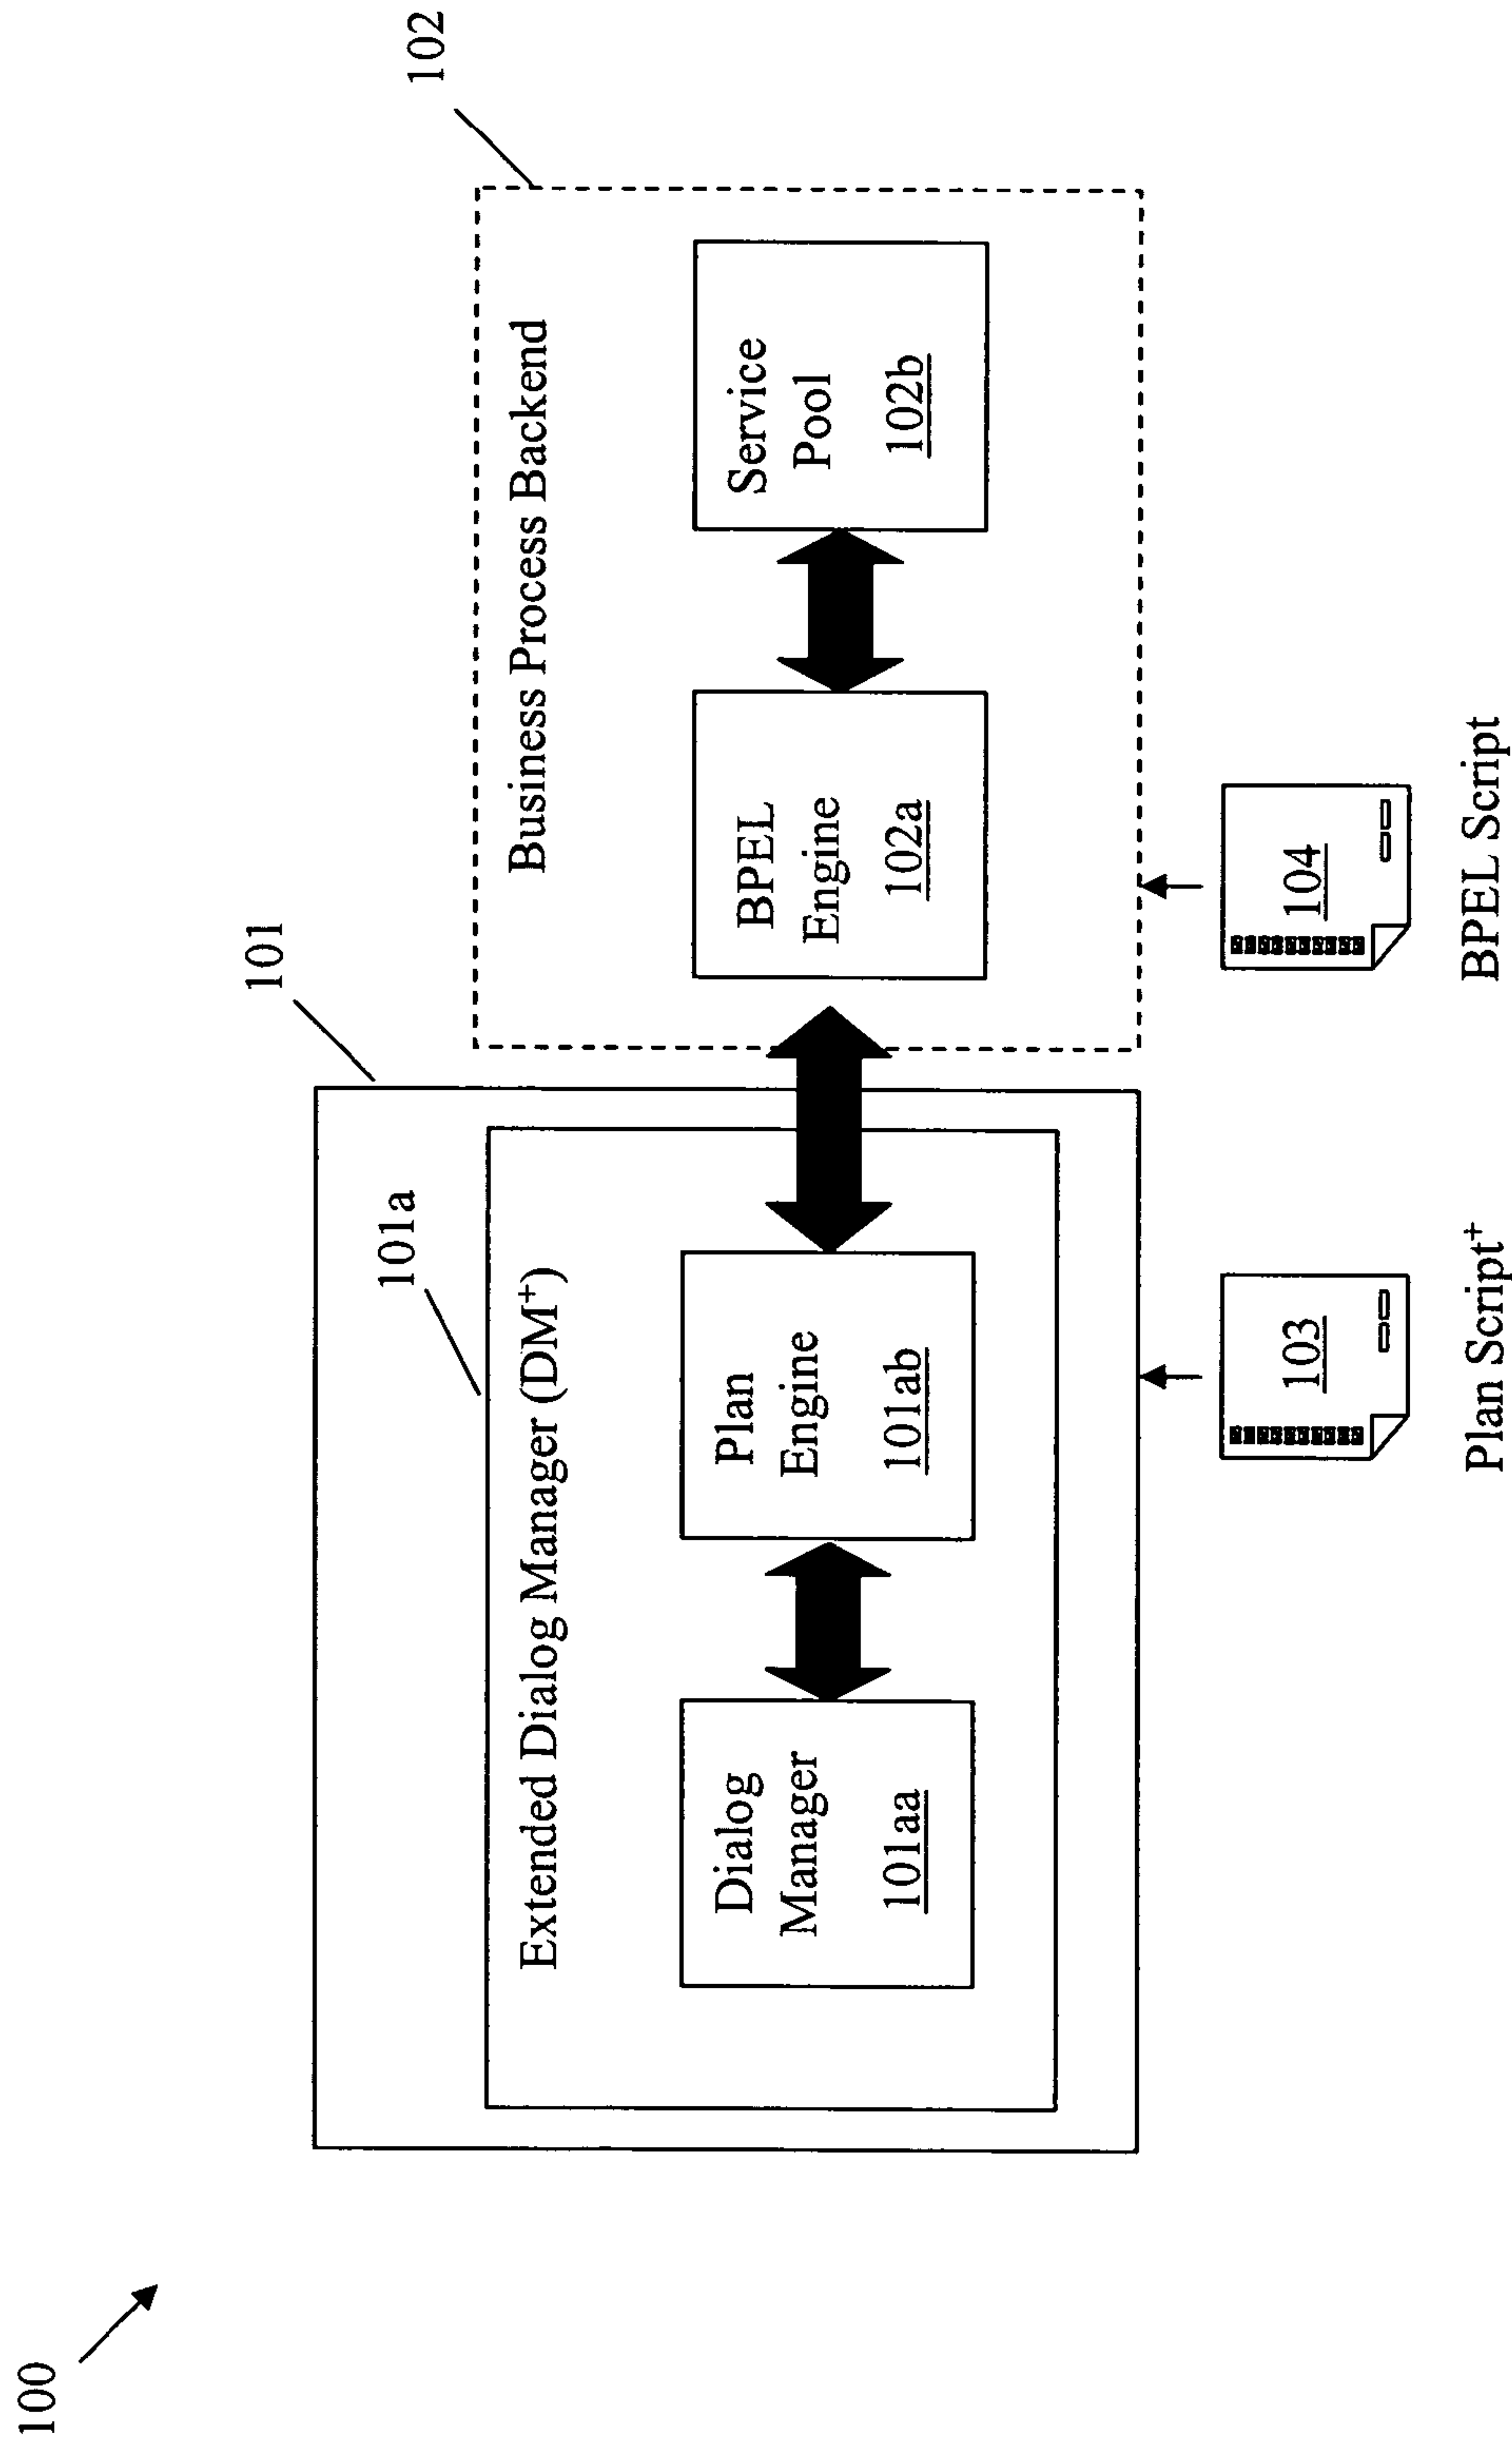 100
101
102
101a
Extended Dialog Manager (DM⁺)
Dialog
Manager
101aa
Plan
Engine
101ab
Business Process Backend
BPEL
Engine
102a
Service
Pool
102b
103
Plan Script⁺
104
BPEL Script